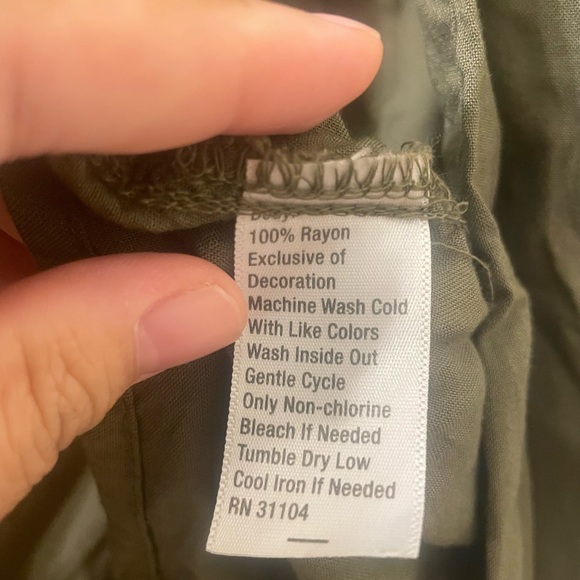 Body:
100% Rayon
Exclusive of
Decoration
Machine Wash Cold
With Like Colors
Wash Inside Out
Gentle Cycle
Only Non-chlorine
Bleach If Needed
Tumble Dry Low
Cool Iron If Needed
RN 31104